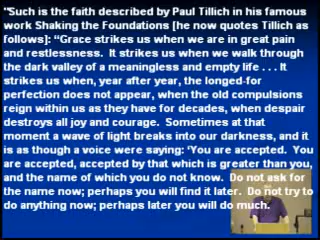 "Such is the faith described by Paul Tillich in his famous
work Shaking the Foundations [he now quotes Tillich as
follows]: “Grace strikes us when we are in great pain
and restlessness.  It strikes us when we walk through
the dark valley of a meaningless and empty life . . . It
strikes us when, year after year, the longed-for
perfection does not appear, when the old compulsions
reign within us as they have for decades, when despair
destroys all joy and courage.  Sometimes at that
moment a wave of light breaks into our darkness, and it
is as though a voice were saying: ‘You are accepted.  You
are accepted, accepted by that which is greater than you,
and the name of which you do not know.  Do not ask for
the name now; perhaps you will find it later.  Do not try to
do anything now; perhaps later you will do much.